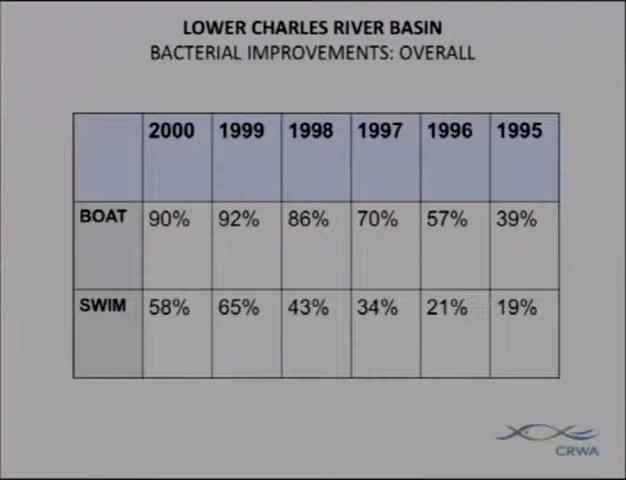 LOWER CHARLES RIVER BASIN
BACTERIAL IMPROVEMENTS: OVERALL
2000 1999 1998 1997 1996 1995
BOAT 90% 92% 86% 70% 57% 39%
SWIM 58% 65% 43% 34% 21% 19%
CRWA